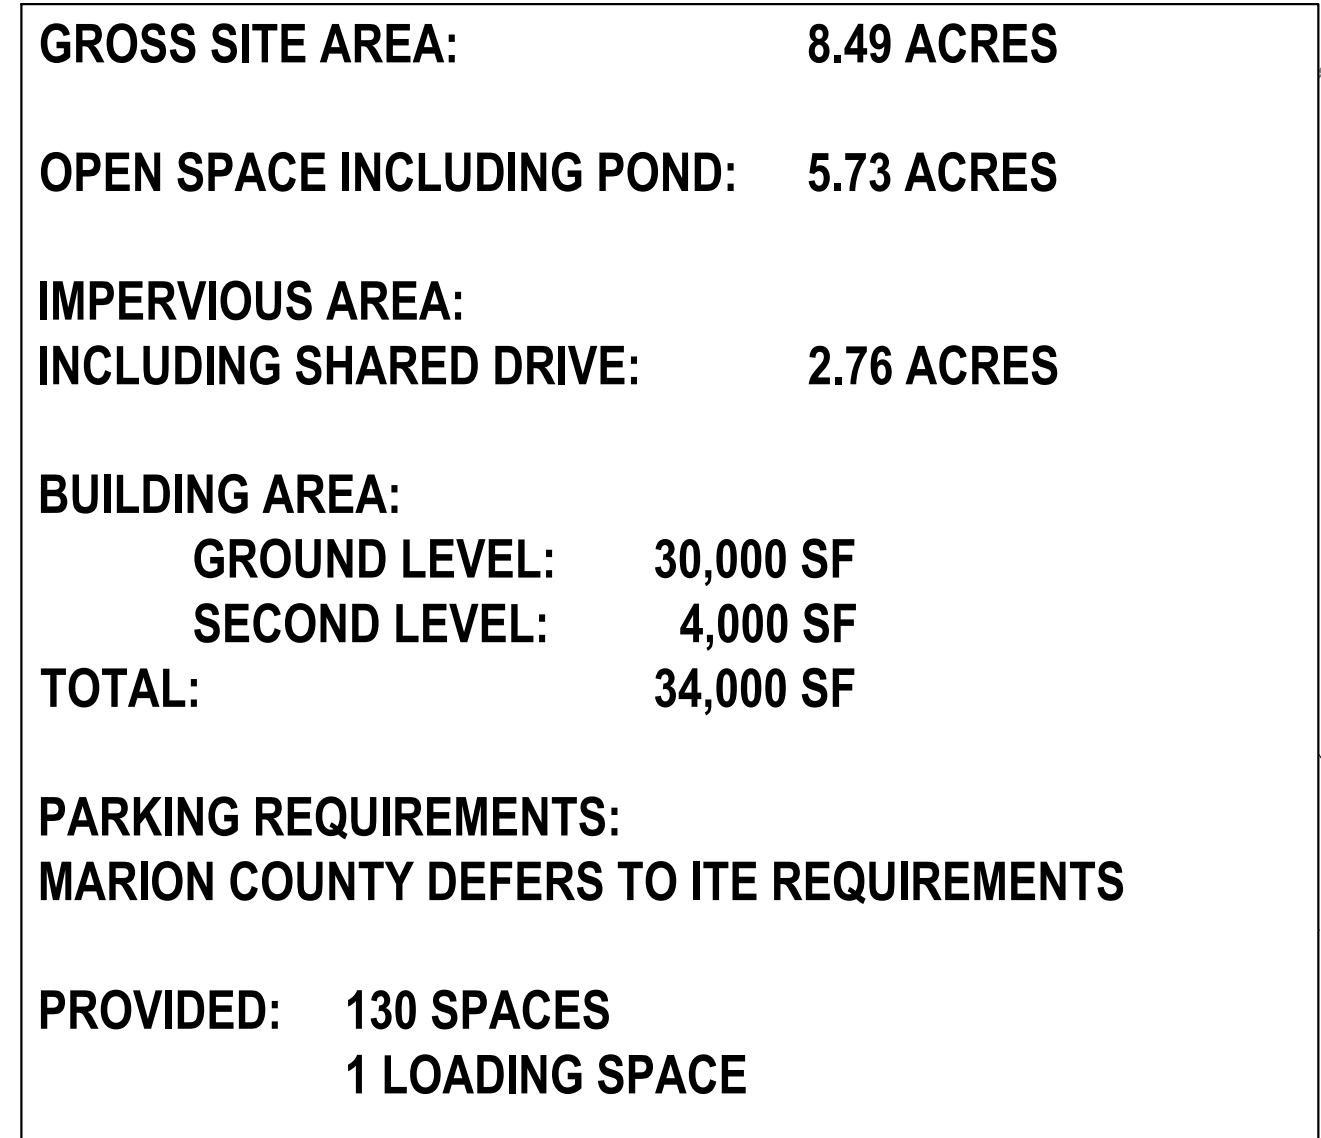 GROSS SITE AREA: 8.49 ACRES
OPEN SPACE INCLUDING POND: 5.73 ACRES
IMPERVIOUS AREA:
INCLUDING SHARED DRIVE: 2.76 ACRES
BUILDING AREA:
GROUND LEVEL: 30,000 SF
SECOND LEVEL: 4,000 SF
TOTAL: 34,000 SF
PARKING REQUIREMENTS:
MARION COUNTY DEFERS TO ITE REQUIREMENTS
PROVIDED: 130 SPACES
1 LOADING SPACE